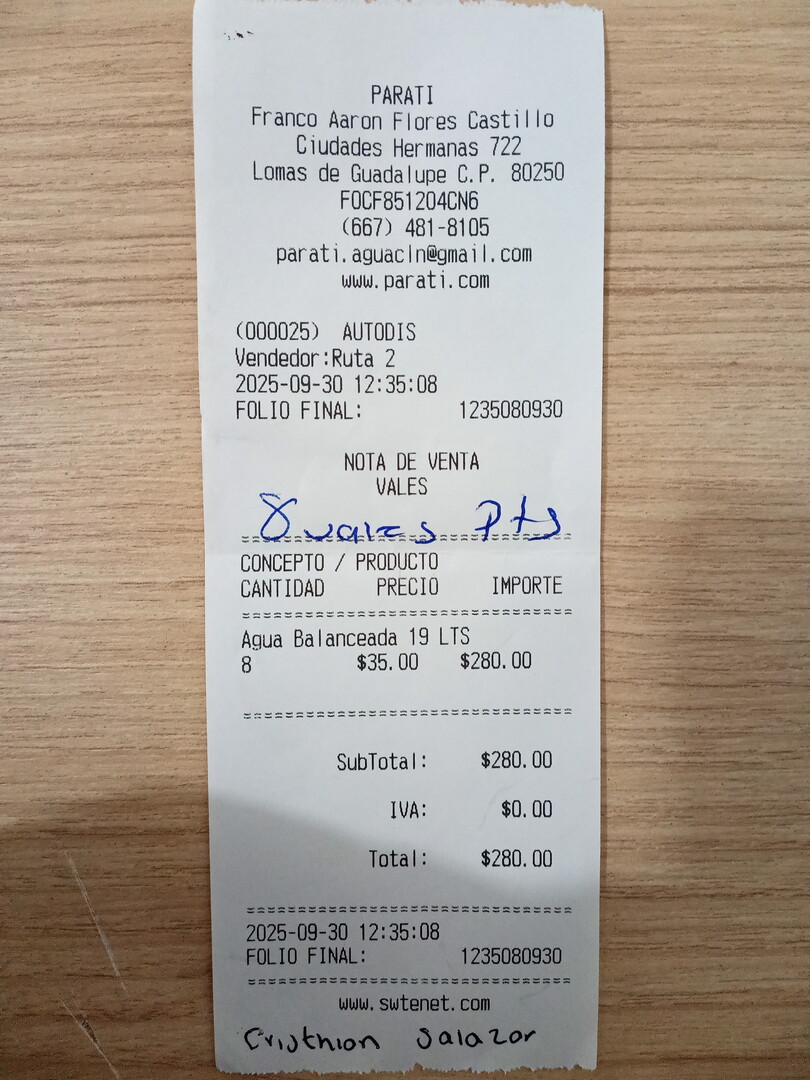 PARATI
Franco Aaron Flores Castillo
Ciudades Hermanas 722
Lomas de Guadalupe C.P. 80250
FOCF851204CN6
(667) 481-8105
parati.aguacln@gmail.com
www.parati.com
(000025) AUTODIS
Vendedor:Ruta 2
2025-09-30 12:35:08
FOLIO FINAL: 1235080930
NOTA DE VENTA
VALES
8 vales Pts
CONCEPTO / PRODUCTO
CANTIDAD PRECIO IMPORTE
Agua Balanceada 19 LTS
8 $35.00 $280.00
SubTotal: $280.00
IVA: $0.00
Total: $280.00
2025-09-30 12:35:08
FOLIO FINAL: 1235080930
www.swtenet.com
Cristhian Salazar